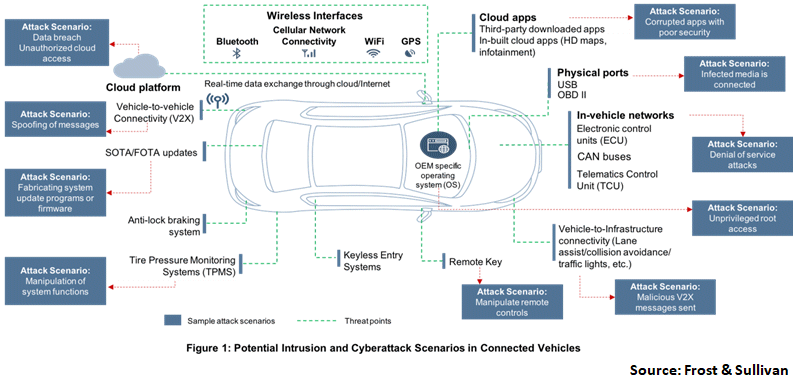 Attack Scenario:
Data breach
Unauthorized cloud
access
Wireless Interfaces
Bluetooth
Cellular Network
Connectivity
WiFi
GPS
Cloud apps
Third-party downloaded apps
In-built cloud apps (HD maps,
infotainment)
Attack Scenario:
Corrupted apps with
poor security
Cloud platform
Real-time data exchange through cloud/Internet
Physical ports
USB
OBD II
Attack Scenario:
Infected media is
connected
Attack Scenario:
Spoofing of messages
Vehicle-to-vehicle
Connectivity (V2X)
In-vehicle networks
Electronic control
units (ECU)
CAN buses
Telematics Control
Unit (TCU)
Attack Scenario:
Denial of service
attacks
SOTA/FOTA updates
OEM specific
operating
system (OS)
Attack Scenario:
Fabricating system
update programs or
firmware
Anti-lock braking
system
Attack Scenario:
Unprivileged root
access
Vehicle-to-Infrastructure
connectivity (Lane
assist/collision avoidance/
traffic lights, etc.)
Attack Scenario:
Manipulation of
system functions
Tire Pressure Monitoring
Systems (TPMS)
Keyless Entry
Systems
Remote Key
Attack Scenario:
Manipulate remote
controls
Attack Scenario:
Malicious V2X
messages sent
Sample attack scenarios
Threat points
Figure 1: Potential Intrusion and Cyberattack Scenarios in Connected Vehicles
Source: Frost & Sullivan